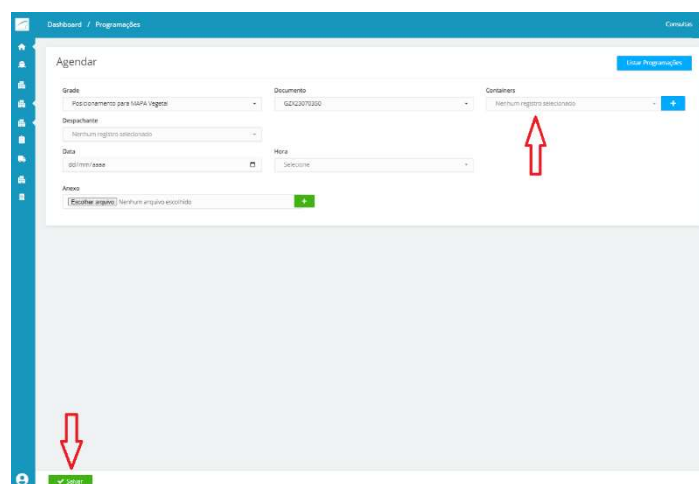 Dashboard / Programações
Consultas
Agendar
Listar Programações
Grade
Documento
Containers
Posicionamento para MAPA Vegetal
GZX23070350
Nenhum registro selecionado
+
Despachante
Nenhum registro selecionado
Data
Hora
dd/mm/aaaa
Selecione
Anexo
Escolher arquivo Nenhum arquivo escolhido
+
Salvar